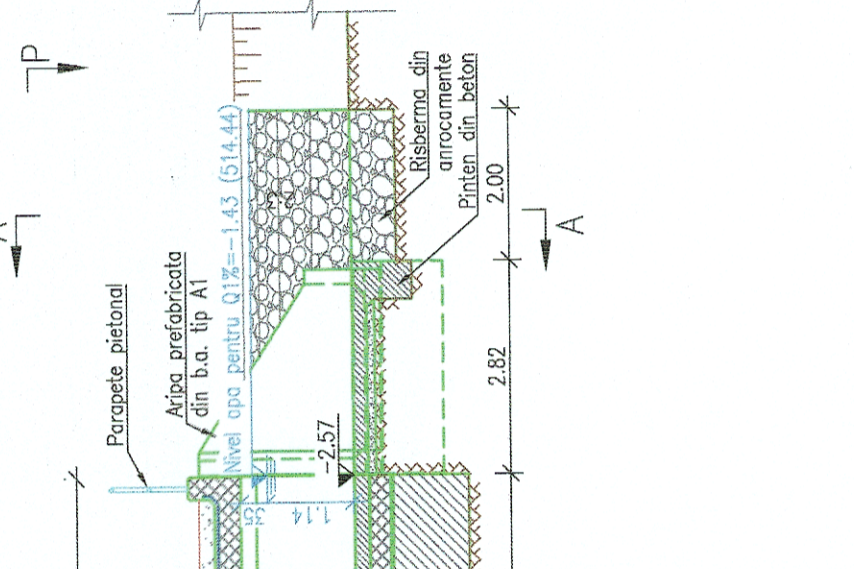 P
A
Nivel apa pentru Q1%=-1.43 (514.44)
Parapete pietonal
Aripa prefabricata
din b.a. tip A1
Risberma din
anrocamente
Pinten din beton
2.00
A
2.82
-2.57
1.14